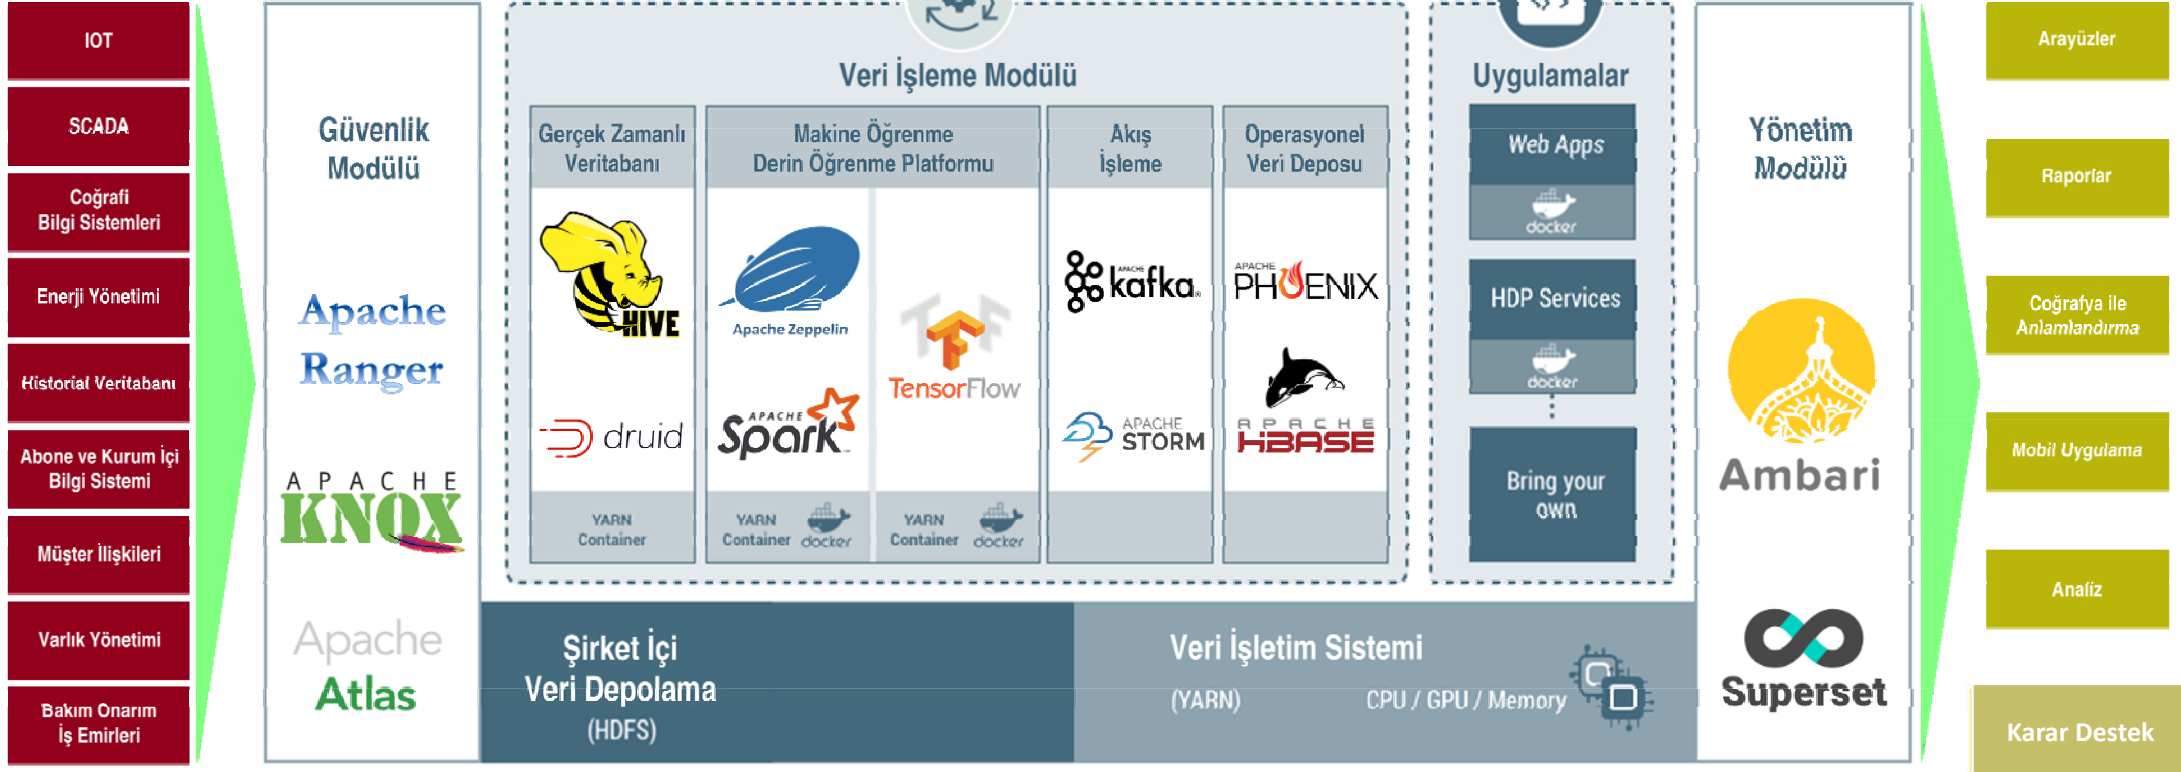 IOT
SCADA
Coğrafi
Bilgi Sistemleri
Enerji Yönetimi
Historial Veritabanı
Abone ve Kurum İçi
Bilgi Sistemi
Müşter İlişkileri
Varlık Yönetimi
Bakım Onarım
İş Emirleri
Güvenlik
Modülü
Apache
Ranger
APACHE
KNOX
Apache
Atlas
Veri İşleme Modülü
Gerçek Zamanlı
Veritabanı
HIVE
druid
YARN
Container
Makine Öğrenme
Derin Öğrenme Platformu
Apache Zeppelin
APACHE
Spark
TensorFlow
YARN
Container docker
YARN
Container docker
Akış
İşleme
APACHE
kafka
APACHE
STORM
Operasyonel
Veri Deposu
APACHE
PHOENIX
APACHE
HBASE
Uygulamalar
Web Apps
docker
HDP Services
docker
Bring your
own
Şirket İçi
Veri Depolama
(HDFS)
Veri İşletim Sistemi
(YARN) CPU / GPU / Memory
Yönetim
Modülü
Ambari
Superset
Arayüzler
Raporlar
Coğrafya ile
Anlamlandırma
Mobil Uygulama
Analiz
Karar Destek